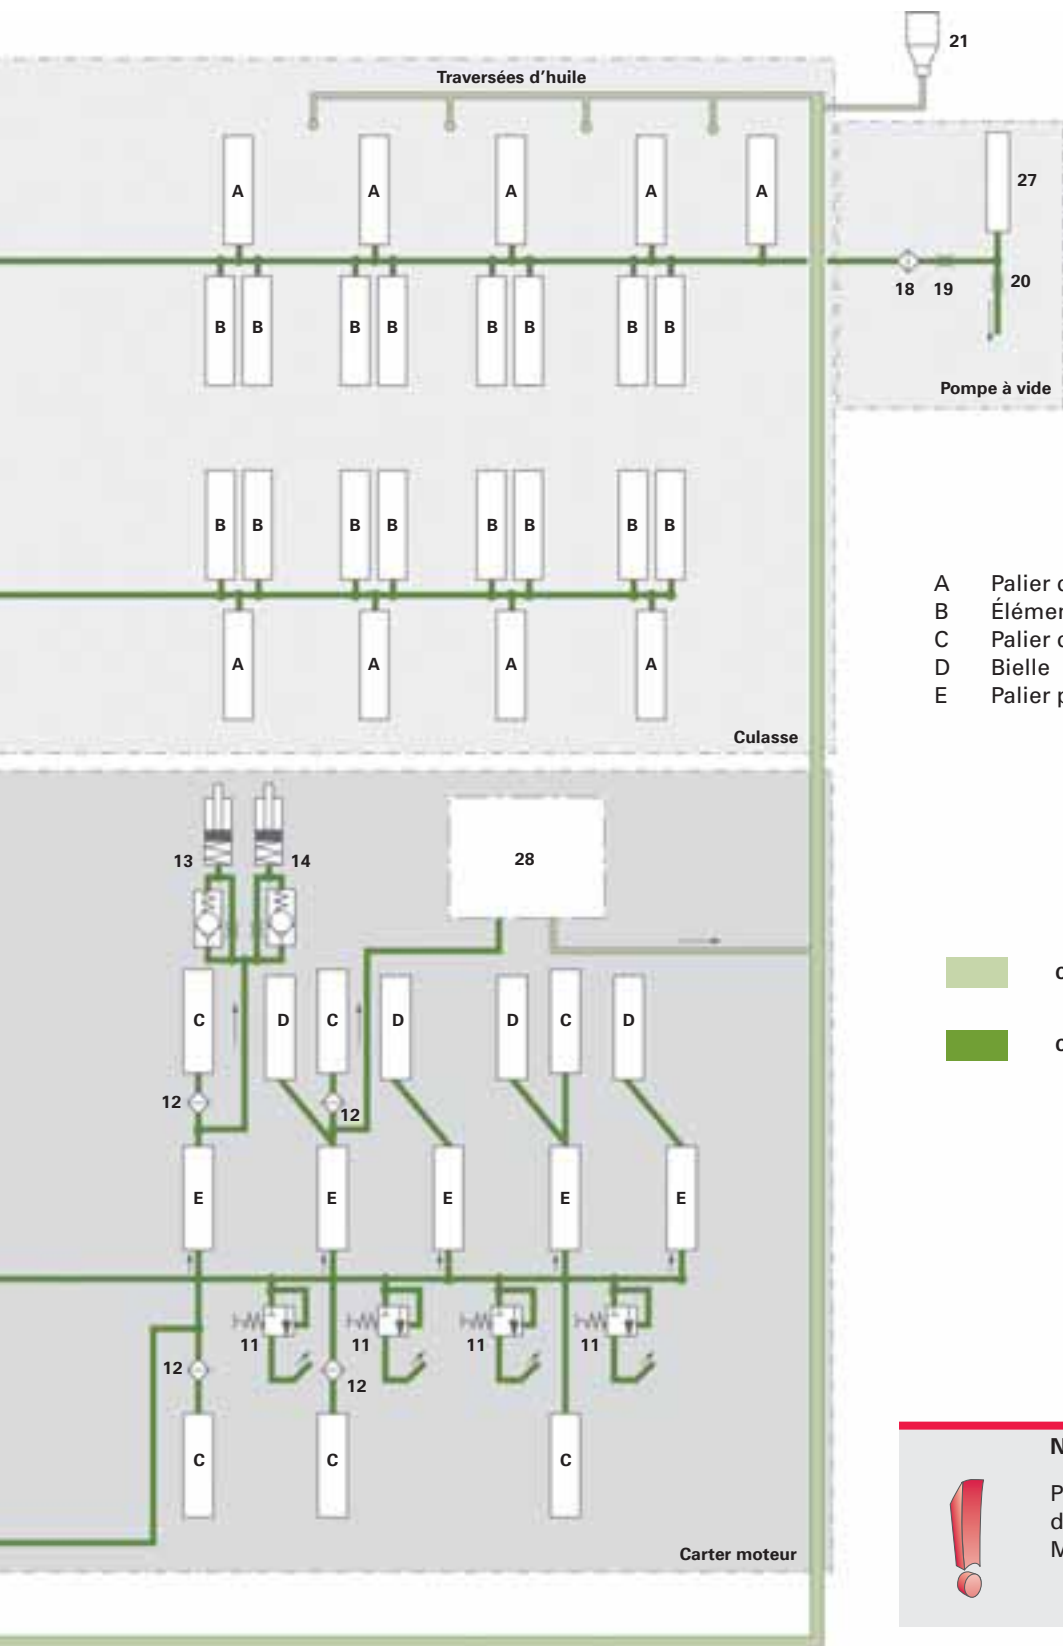 21
Traversées d'huile
A A A A A
27
18 19 20
B B B B B B B B
Pompe à vide
B B B B B B B B
A A A A
Culasse
A Palier
B
C Palier
D Bielle
E Palier
13 14 28
C D C D D C D
12 12
E E E E E
11 11 11 11
12 12
C C C
Carter moteur